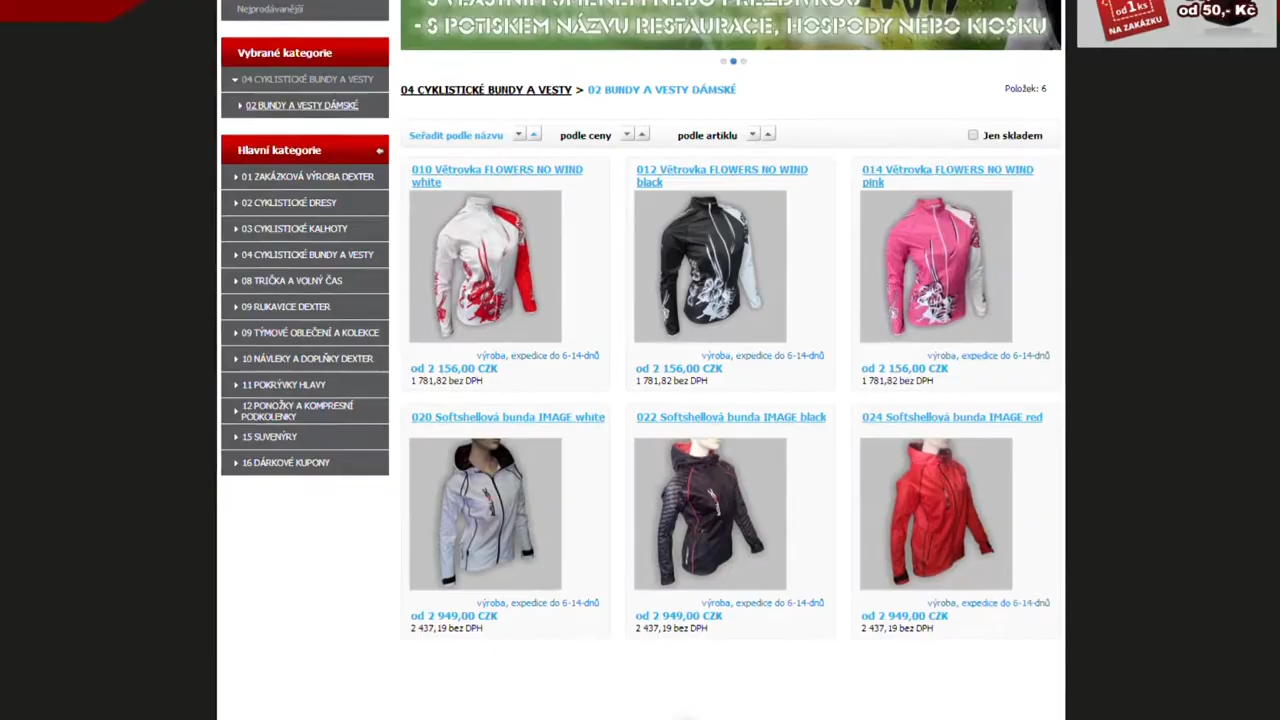 Nejprodávanější
S VLASTNÍM JMÉNEM NEBO PŘEZDÍVKOU
- S POTISKEM NÁZVU RESTAURACE, HOSPODY NEBO KIOSKU
od 1 ks
NA ZAKÁZKU
od 50,- Kč
Vybrané kategorie
04 CYKLISTICKÉ BUNDY A VESTY
02 BUNDY A VESTY DÁMSKÉ
Hlavní kategorie
01 ZAKÁZKOVÁ VÝROBA DEXTER
02 CYKLISTICKÉ DRESY
03 CYKLISTICKÉ KALHOTY
04 CYKLISTICKÉ BUNDY A VESTY
08 TRIČKA A VOLNÝ ČAS
09 RUKAVICE DEXTER
09 TÝMOVÉ OBLEČENÍ A KOLEKCE
10 NÁVLEKY A DOPLŇKY DEXTER
11 POKRÝVKY HLAVY
12 PONOŽKY A KOMPRESNÍ
PODKOLENKY
15 SUVENÝRY
16 DÁRKOVÉ KUPONY
04 CYKLISTICKÉ BUNDY A VESTY > 02 BUNDY A VESTY DÁMSKÉ
Položek: 6
Seřadit podle názvu podle ceny podle artiklu Jen skladem
010 Větrovka FLOWERS NO WIND
white
výroba, expedice do 6-14-dnů
od 2 156,00 CZK
1 781,82 bez DPH
012 Větrovka FLOWERS NO WIND
black
výroba, expedice do 6-14-dnů
od 2 156,00 CZK
1 781,82 bez DPH
014 Větrovka FLOWERS NO WIND
pink
výroba, expedice do 6-14-dnů
od 2 156,00 CZK
1 781,82 bez DPH
020 Softshellová bunda IMAGE white
výroba, expedice do 6-14-dnů
od 2 949,00 CZK
2 437,19 bez DPH
022 Softshellová bunda IMAGE black
výroba, expedice do 6-14-dnů
od 2 949,00 CZK
2 437,19 bez DPH
024 Softshellová bunda IMAGE red
výroba, expedice do 6-14-dnů
od 2 949,00 CZK
2 437,19 bez DPH